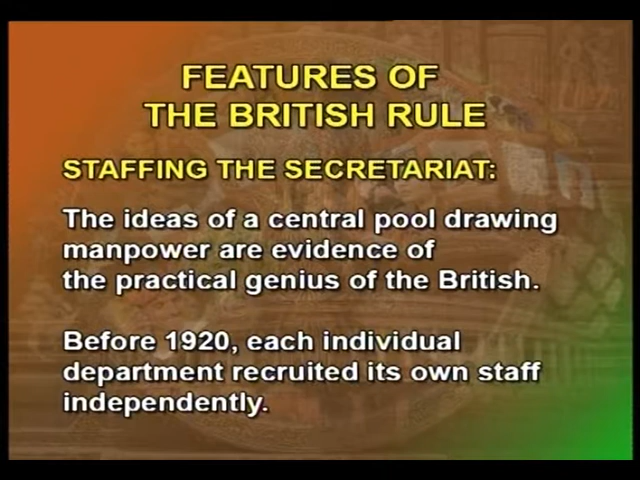 FEATURES OF
THE BRITISH RULE
STAFFING THE SECRETARIAT:
The ideas of a central pool drawing
manpower are evidence of
the practical genius of the British.
Before 1920, each individual
department recruited its own staff
independently.